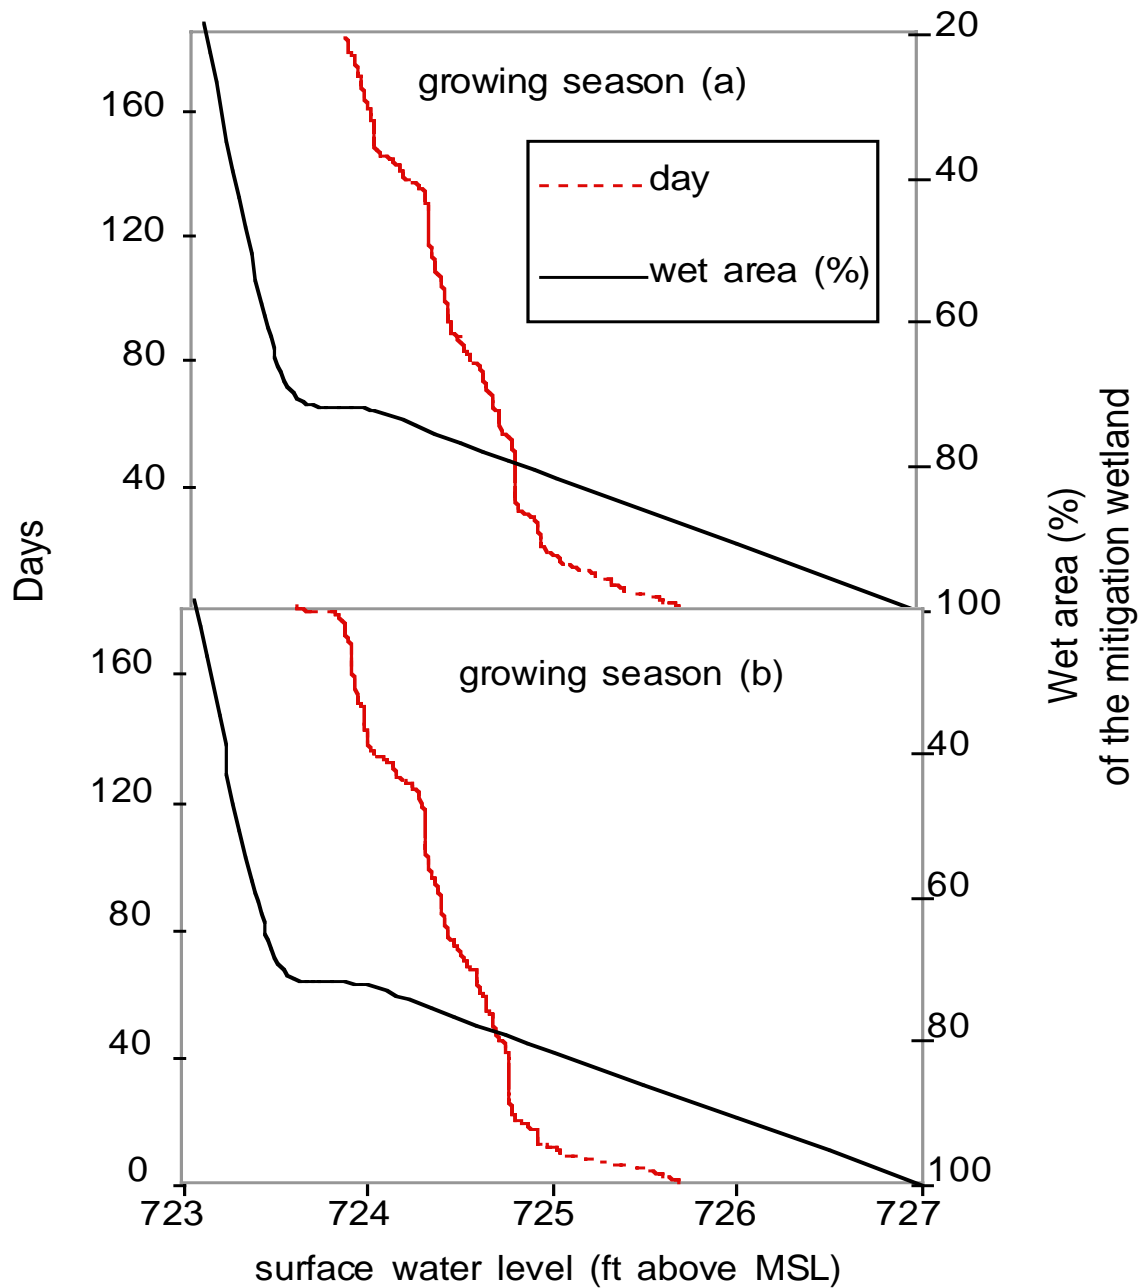 20
growing season (a)
160
day
40
120
wet area (%)
60
80
80
40
Days
Wet area (%)
of the mitigation wetland
100
growing season (b)
160
40
120
60
80
80
40
0
100
723
724
725
726
727
surface water level (ft above MSL)